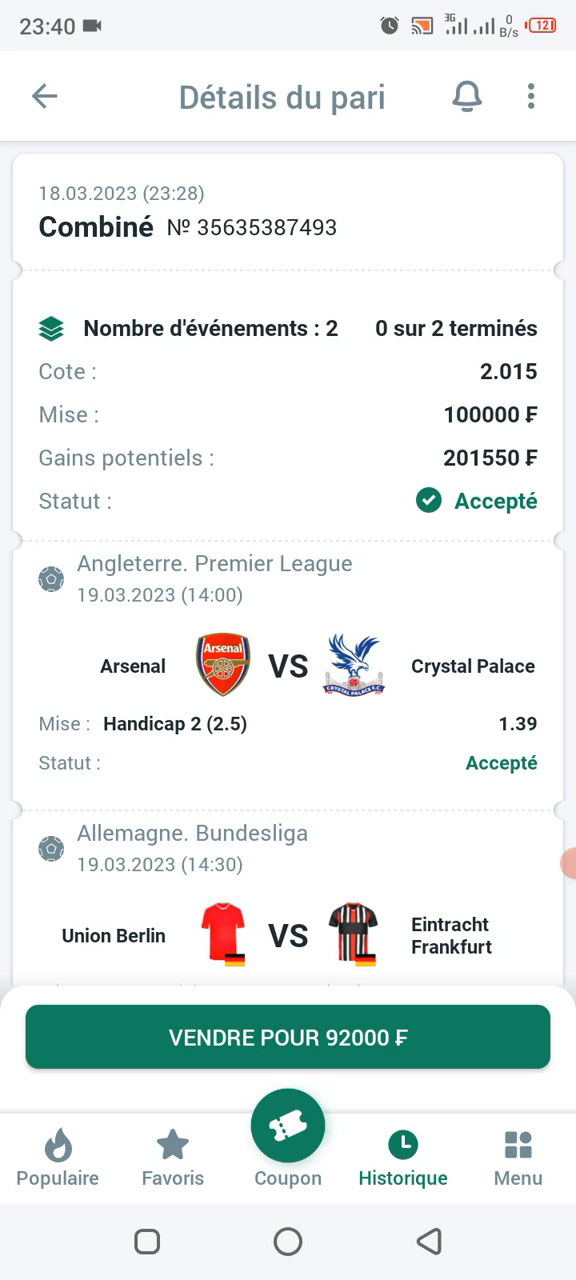 23:40
3G
0
B/s
12
Détails du pari
18.03.2023 (23:28)
Combiné № 35635387493
Nombre d'événements : 2 0 sur 2 terminés
Cote : 2.015
Mise : 100000 ₣
Gains potentiels : 201550 ₣
Statut : Accepté
Angleterre. Premier League
19.03.2023 (14:00)
Arsenal Arsenal VS Crystal Palace
CRYSTAL PALACE F.C.
Mise : Handicap 2 (2.5) 1.39
Statut : Accepté
Allemagne. Bundesliga
19.03.2023 (14:30)
Union Berlin VS Eintracht
Frankfurt
VENDRE POUR 92000 ₣
Populaire Favoris Coupon Historique Menu